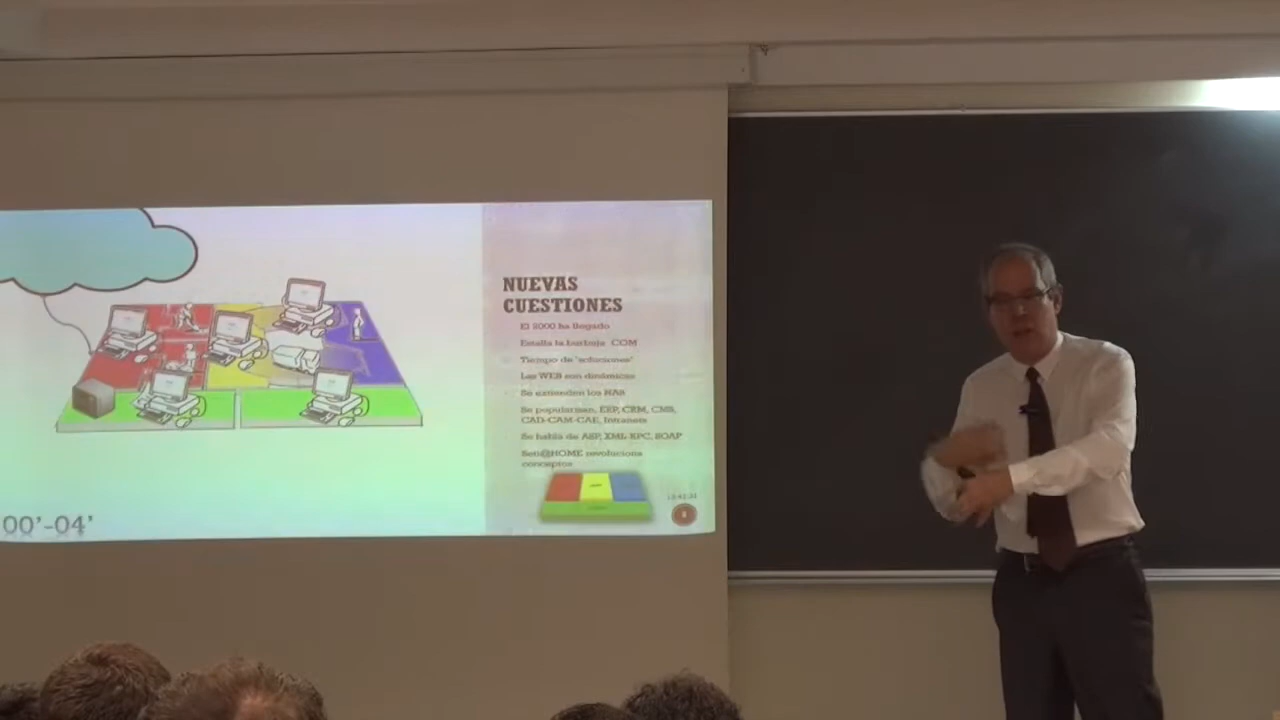 NUEVAS
CUESTIONES
El 2000 ha llegado
Estalla la burbuja COM
Tiempo de "soluciones"
Las WEB son dinámicas
Se extienden los NAS
Se popularizan, ERP, CRM, CMS,
CAD-CAM-CAE, Intranets
Se habla de ASP, XML-RPC, SOAP
Seti@HOME revoluciona
conceptos
00'-04'